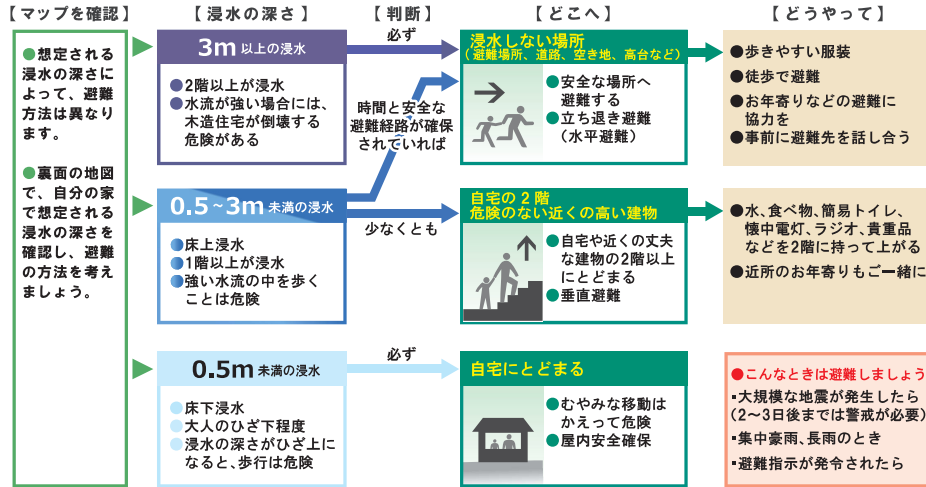 【マップを確認】
【浸水の深さ】
【判断】
【どこへ】
【どうやって】
●想定される
浸水の深さに
よって、避難
方法は異なり
ます。
●裏面の地図
で、自分の家
で想定される
浸水の深さを
確認し、避難
の方法を考え
ましょう。
3m以上の浸水
●2階以上が浸水
●水流が強い場合には、
木造住宅が倒壊する
危険がある
必ず
時間と安全な
避難経路が確保
されていれば
浸水しない場所
(避難場所、道路、空き地、高台など)
●安全な場所へ
避難する
●立ち退き避難
(水平避難)
●歩きやすい服装
●徒歩で避難
●お年寄りなどの避難に
協力を
●事前に避難先を話し合う
0.5~3m未満の浸水
●床上浸水
●1階以上が浸水
●強い水流の中を歩く
ことは危険
少なくとも
自宅の2階
危険のない近くの高い建物
●自宅や近くの丈夫
な建物の2階以上
にとどまる
●垂直避難
●水、食べ物、簡易トイレ、
懐中電灯、ラジオ、貴重品
などを2階に持って上がる
●近所のお年寄りもご一緒に
0.5m未満の浸水
●床下浸水
●大人のひざ下程度
●浸水の深さがひざ上に
なると、歩行は危険
必ず
自宅にとどまる
●むやみな移動は
かえって危険
●屋内安全確保
●こんなときは避難しましょう
▪大規模な地震が発生したら
(2〜3日後までは警戒が必要)
▪集中豪雨、長雨のとき
▪避難指示が発令されたら